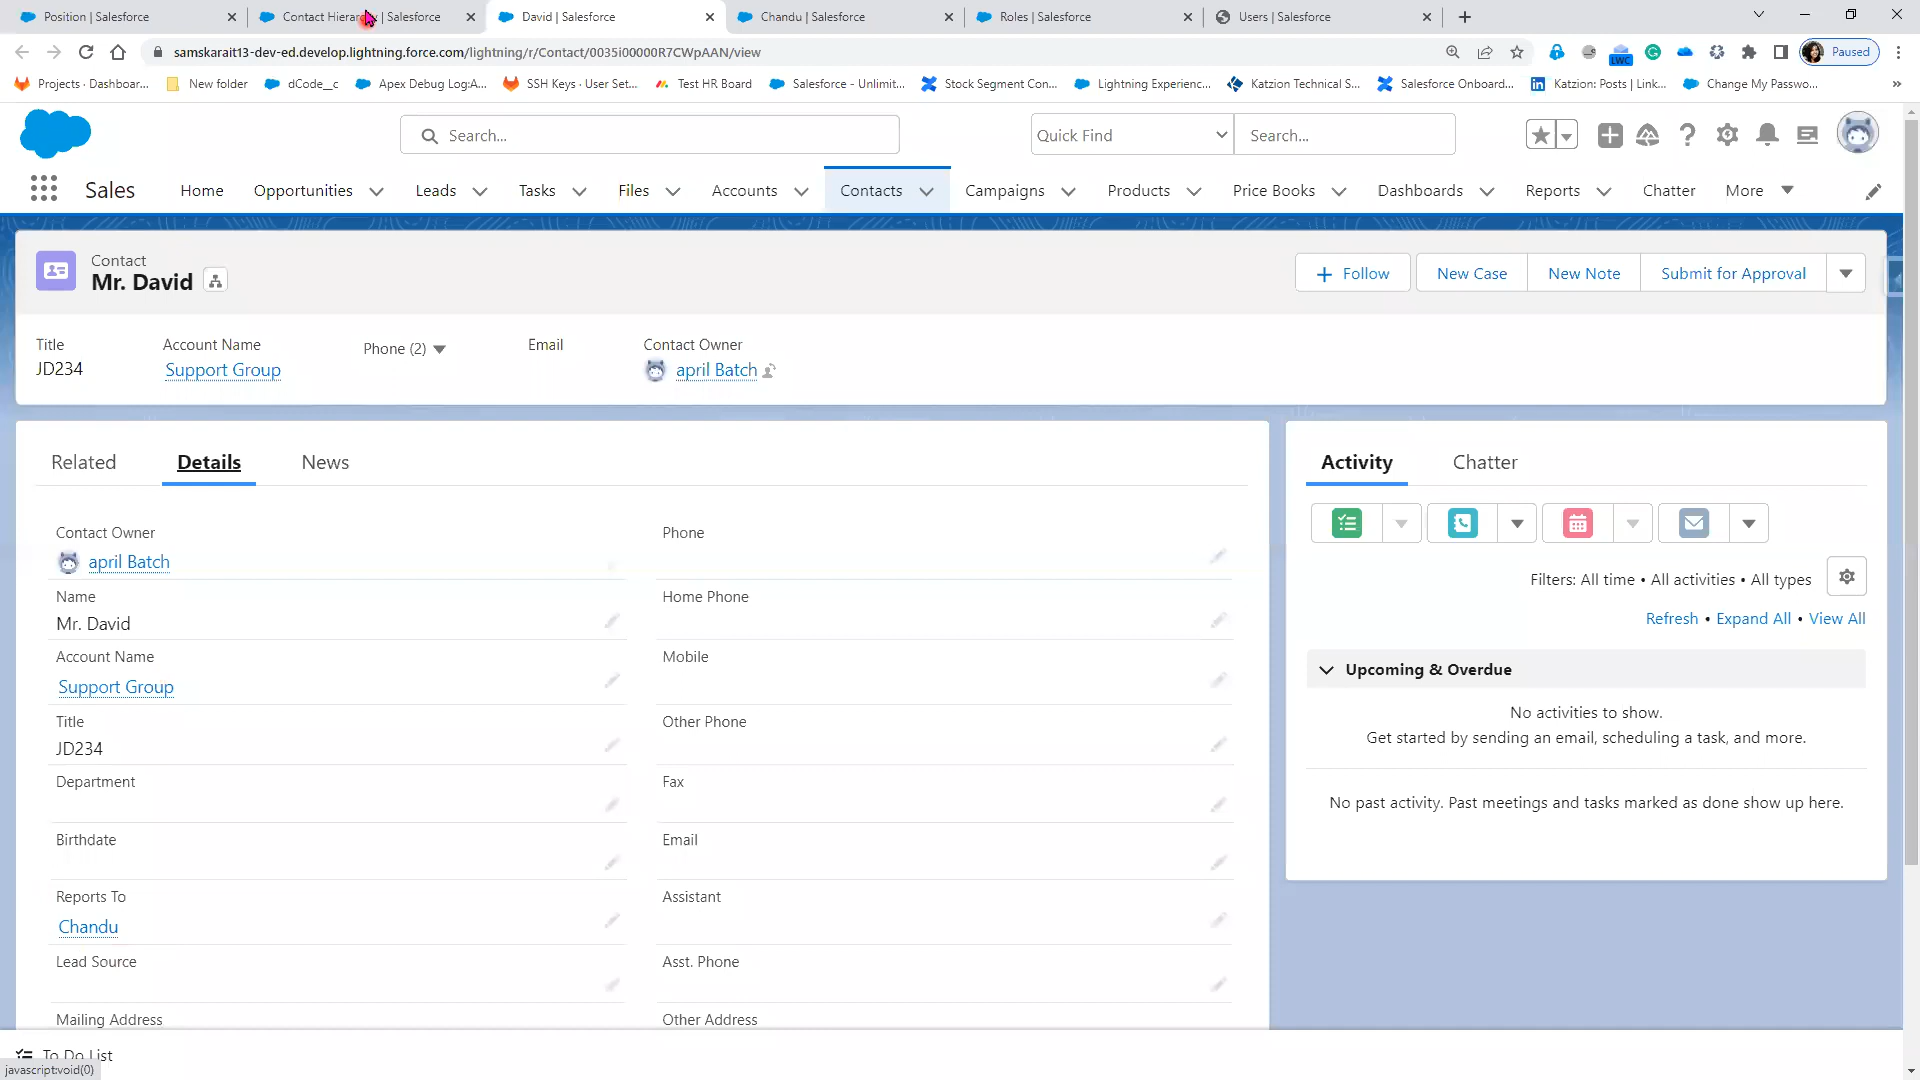 Position | Salesforce
Contact Hierarchy | Salesforce
David | Salesforce
Chandu | Salesforce
Roles | Salesforce
Users | Salesforce
samskarait13-dev-ed.develop.lightning.force.com/lightning/r/Contact/0035i00000R7CWpAAN/view
LWC
Paused
Projects · Dashboar...
New folder
dCode__c
Apex Debug Log:A...
SSH Keys · User Set...
Test HR Board
Salesforce - Unlimit...
Stock Segment Con...
Lightning Experienc...
Katzion Technical S...
Salesforce Onboard...
Katzion: Posts | Link...
Change My Passwo...
Search...
Quick Find
Search...
Sales
Home
Opportunities
Leads
Tasks
Files
Accounts
Contacts
Campaigns
Products
Price Books
Dashboards
Reports
Chatter
More
Contact
Mr. David
Follow
New Case
New Note
Submit for Approval
Title
JD234
Account Name
Support Group
Phone (2)
Email
Contact Owner
april Batch
Related
Details
News
Contact Owner
april Batch
Name
Mr. David
Account Name
Support Group
Title
JD234
Department
Birthdate
Reports To
Chandu
Lead Source
Mailing Address
Phone
Home Phone
Mobile
Other Phone
Fax
Email
Assistant
Asst. Phone
Other Address
Activity
Chatter
Filters: All time • All activities • All types
Refresh • Expand All • View All
Upcoming & Overdue
No activities to show.
Get started by sending an email, scheduling a task, and more.
No past activity. Past meetings and tasks marked as done show up here.
To Do List
javascript:void(0)